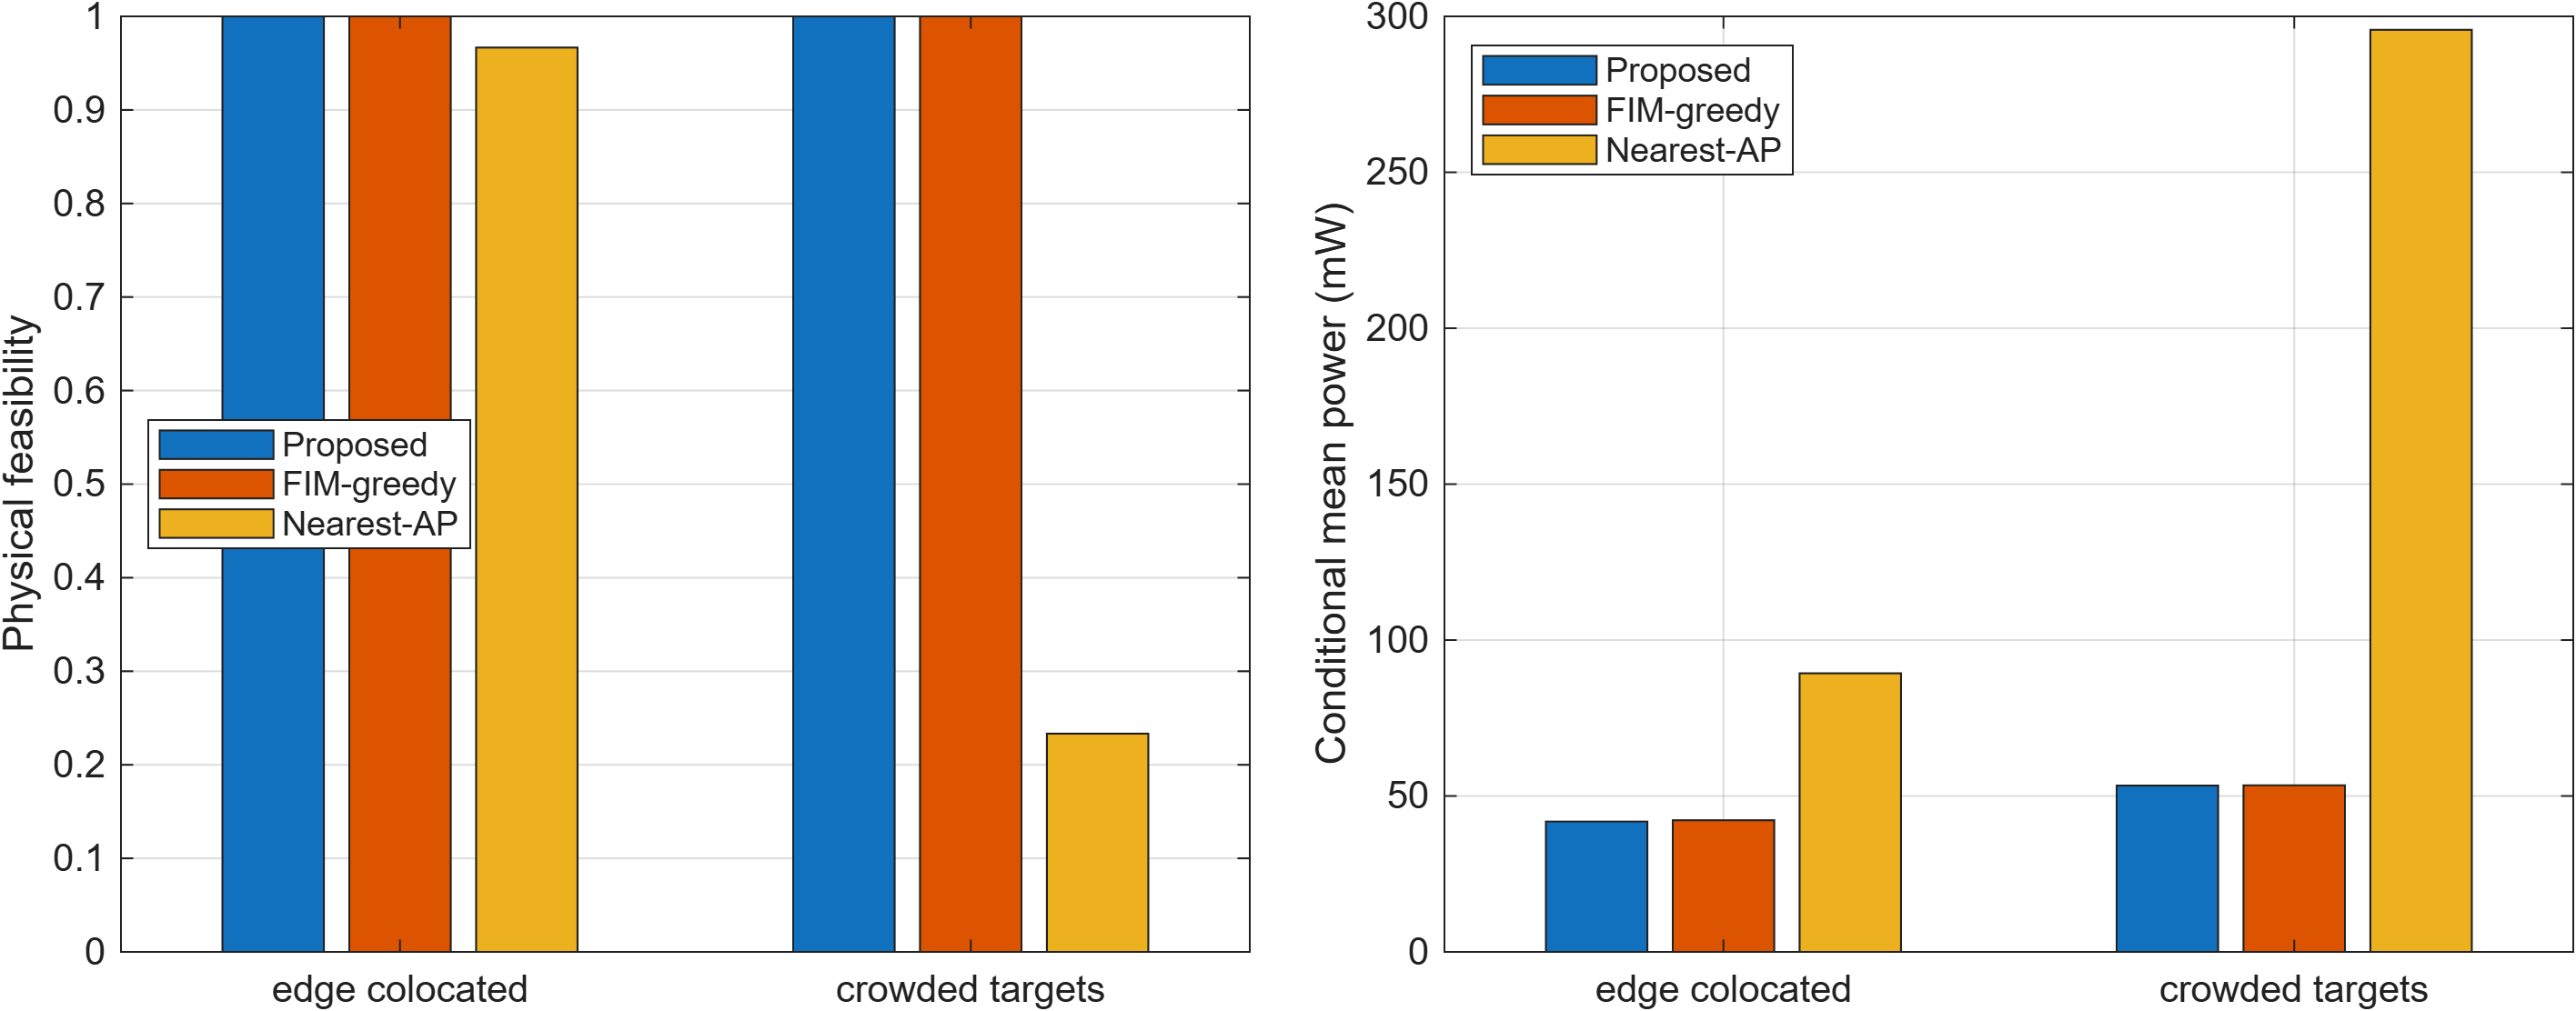 Physical feasibility
1
0.9
0.8
0.7
0.6
0.5
0.4
0.3
0.2
0.1
0
Proposed
FIM-greedy
Nearest-AP
edge colocated
crowded targets
Conditional mean power (mW)
300
250
200
150
100
50
0
Proposed
FIM-greedy
Nearest-AP
edge colocated
crowded targets